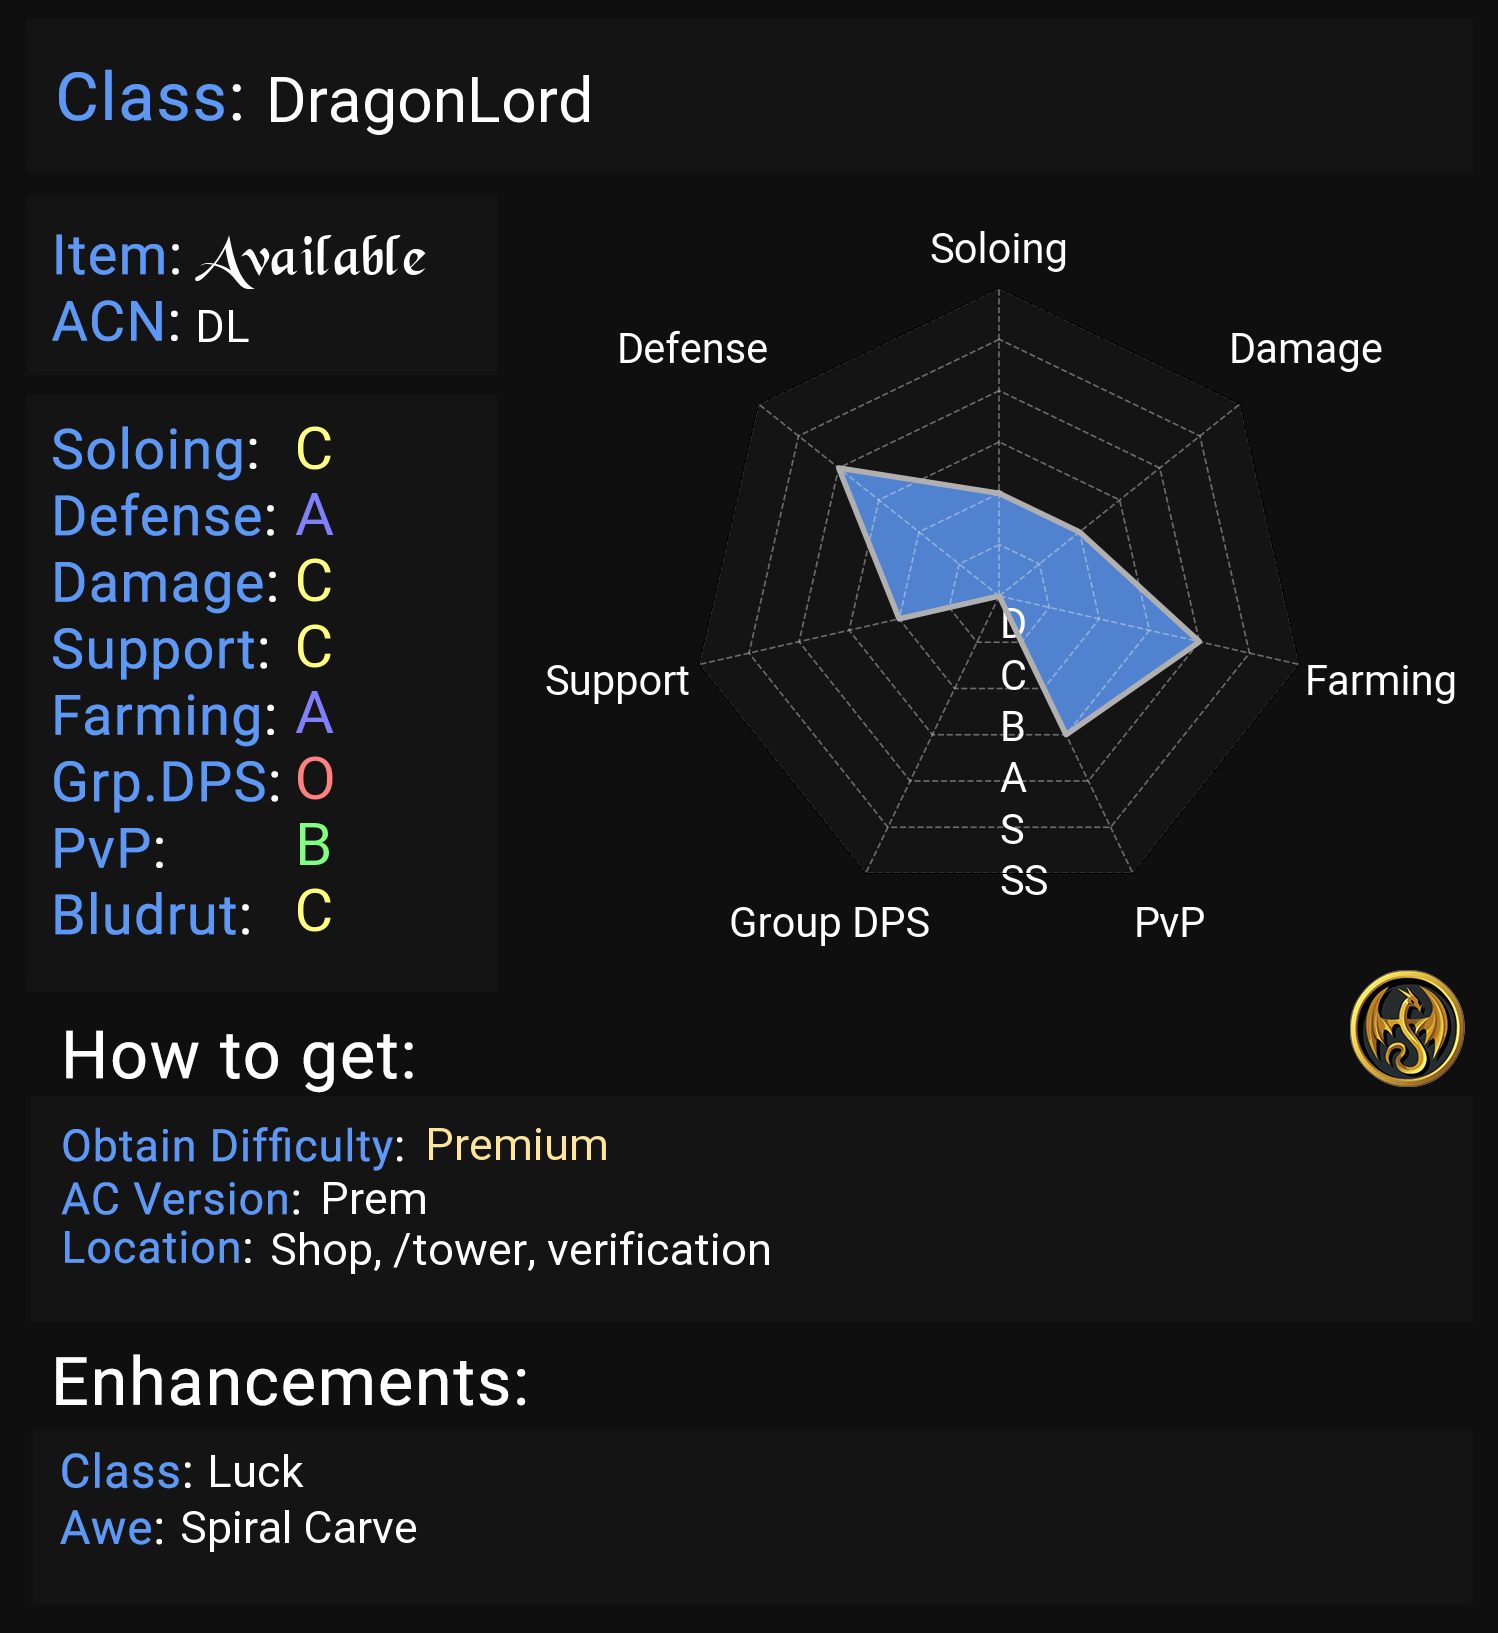 Class: DragonLord
Item: Available
ACN: DL
Soloing: C
Defense: A
Damage: C
Support: C
Farming: A
Grp.DPS: O
PvP: B
Bludrut: C
Soloing
Defense
Damage
Support
Farming
Group DPS
PvP
D
C
B
A
S
SS
How to get:
Obtain Difficulty: Premium
AC Version: Prem
Location: Shop, /tower, verification
Enhancements:
Class: Luck
Awe: Spiral Carve